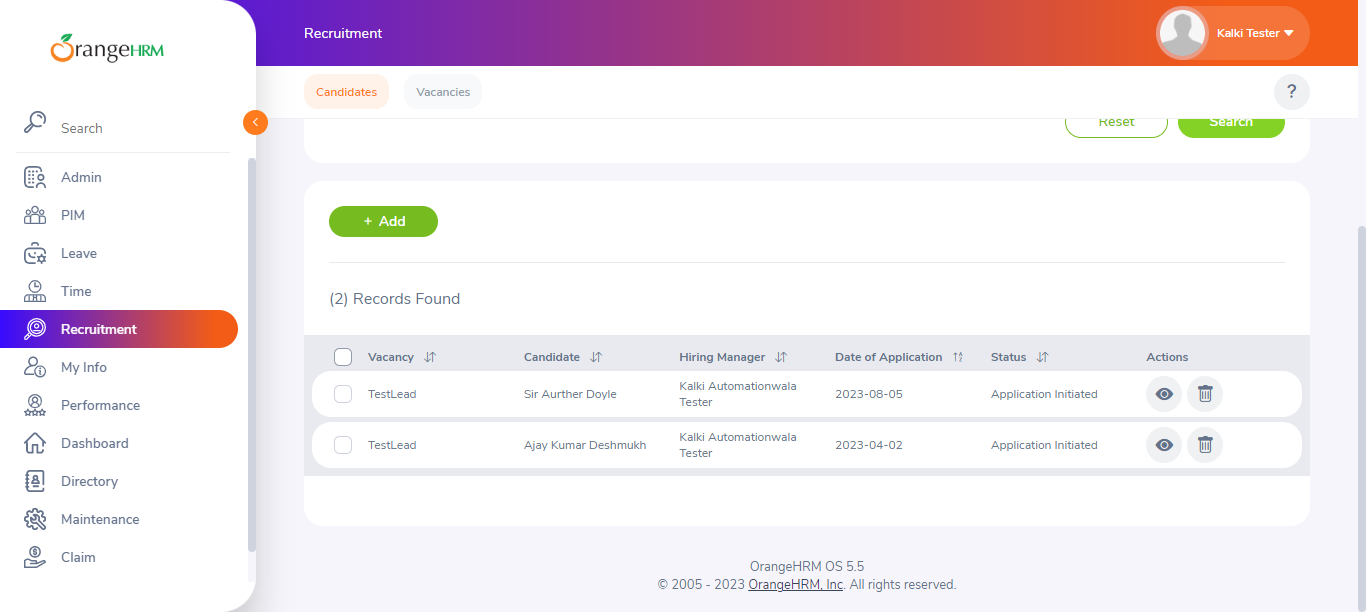 OrangeHRM
Recruitment
Kalki Tester
Candidates
Vacancies
?
Search
Reset
Search
Admin
PIM
Leave
Time
Recruitment
My Info
Performance
Dashboard
Directory
Maintenance
Claim
+ Add
(2) Records Found
Vacancy Candidate Hiring Manager Date of Application Status Actions
TestLead Sir Aurther Doyle Kalki Automationwala Tester 2023-08-05 Application Initiated
TestLead Ajay Kumar Deshmukh Kalki Automationwala Tester 2023-04-02 Application Initiated
OrangeHRM OS 5.5
© 2005 - 2023 OrangeHRM, Inc. All rights reserved.